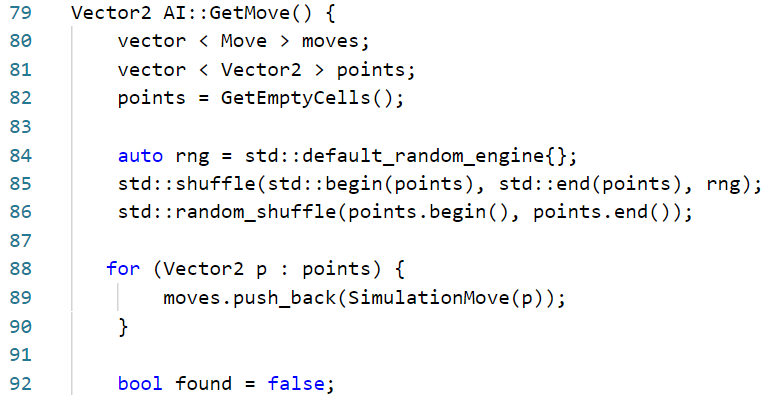 79 Vector2 AI::GetMove() {
80 vector < Move > moves;
81 vector < Vector2 > points;
82 points = GetEmptyCells();
83
84 auto rng = std::default_random_engine{};
85 std::shuffle(std::begin(points), std::end(points), rng);
86 std::random_shuffle(points.begin(), points.end());
87
88 for (Vector2 p : points) {
89 moves.push_back(SimulationMove(p));
90 }
91
92 bool found = false;